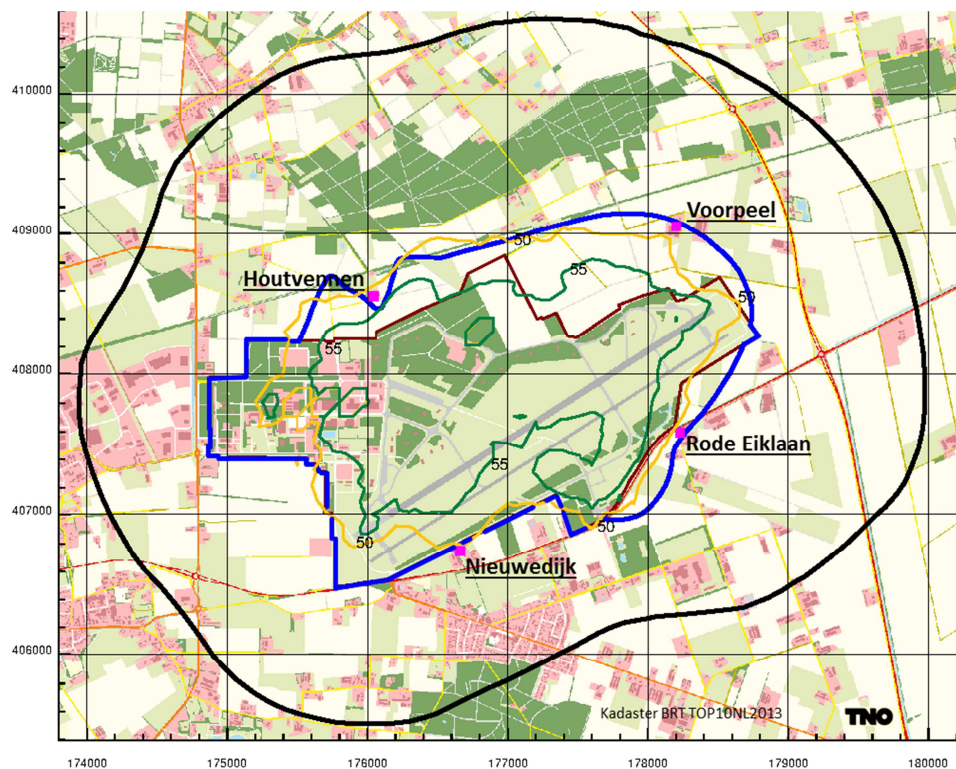 410000
Voorpeel
50
409000
Houtvennen
55
50
55
408000
Rode Eiklaan
55
407000
50
50
Nieuwedijk
406000
Kadaster BRT TOP10NL2013
TNO
174000 175000 176000 177000 178000 179000 180000